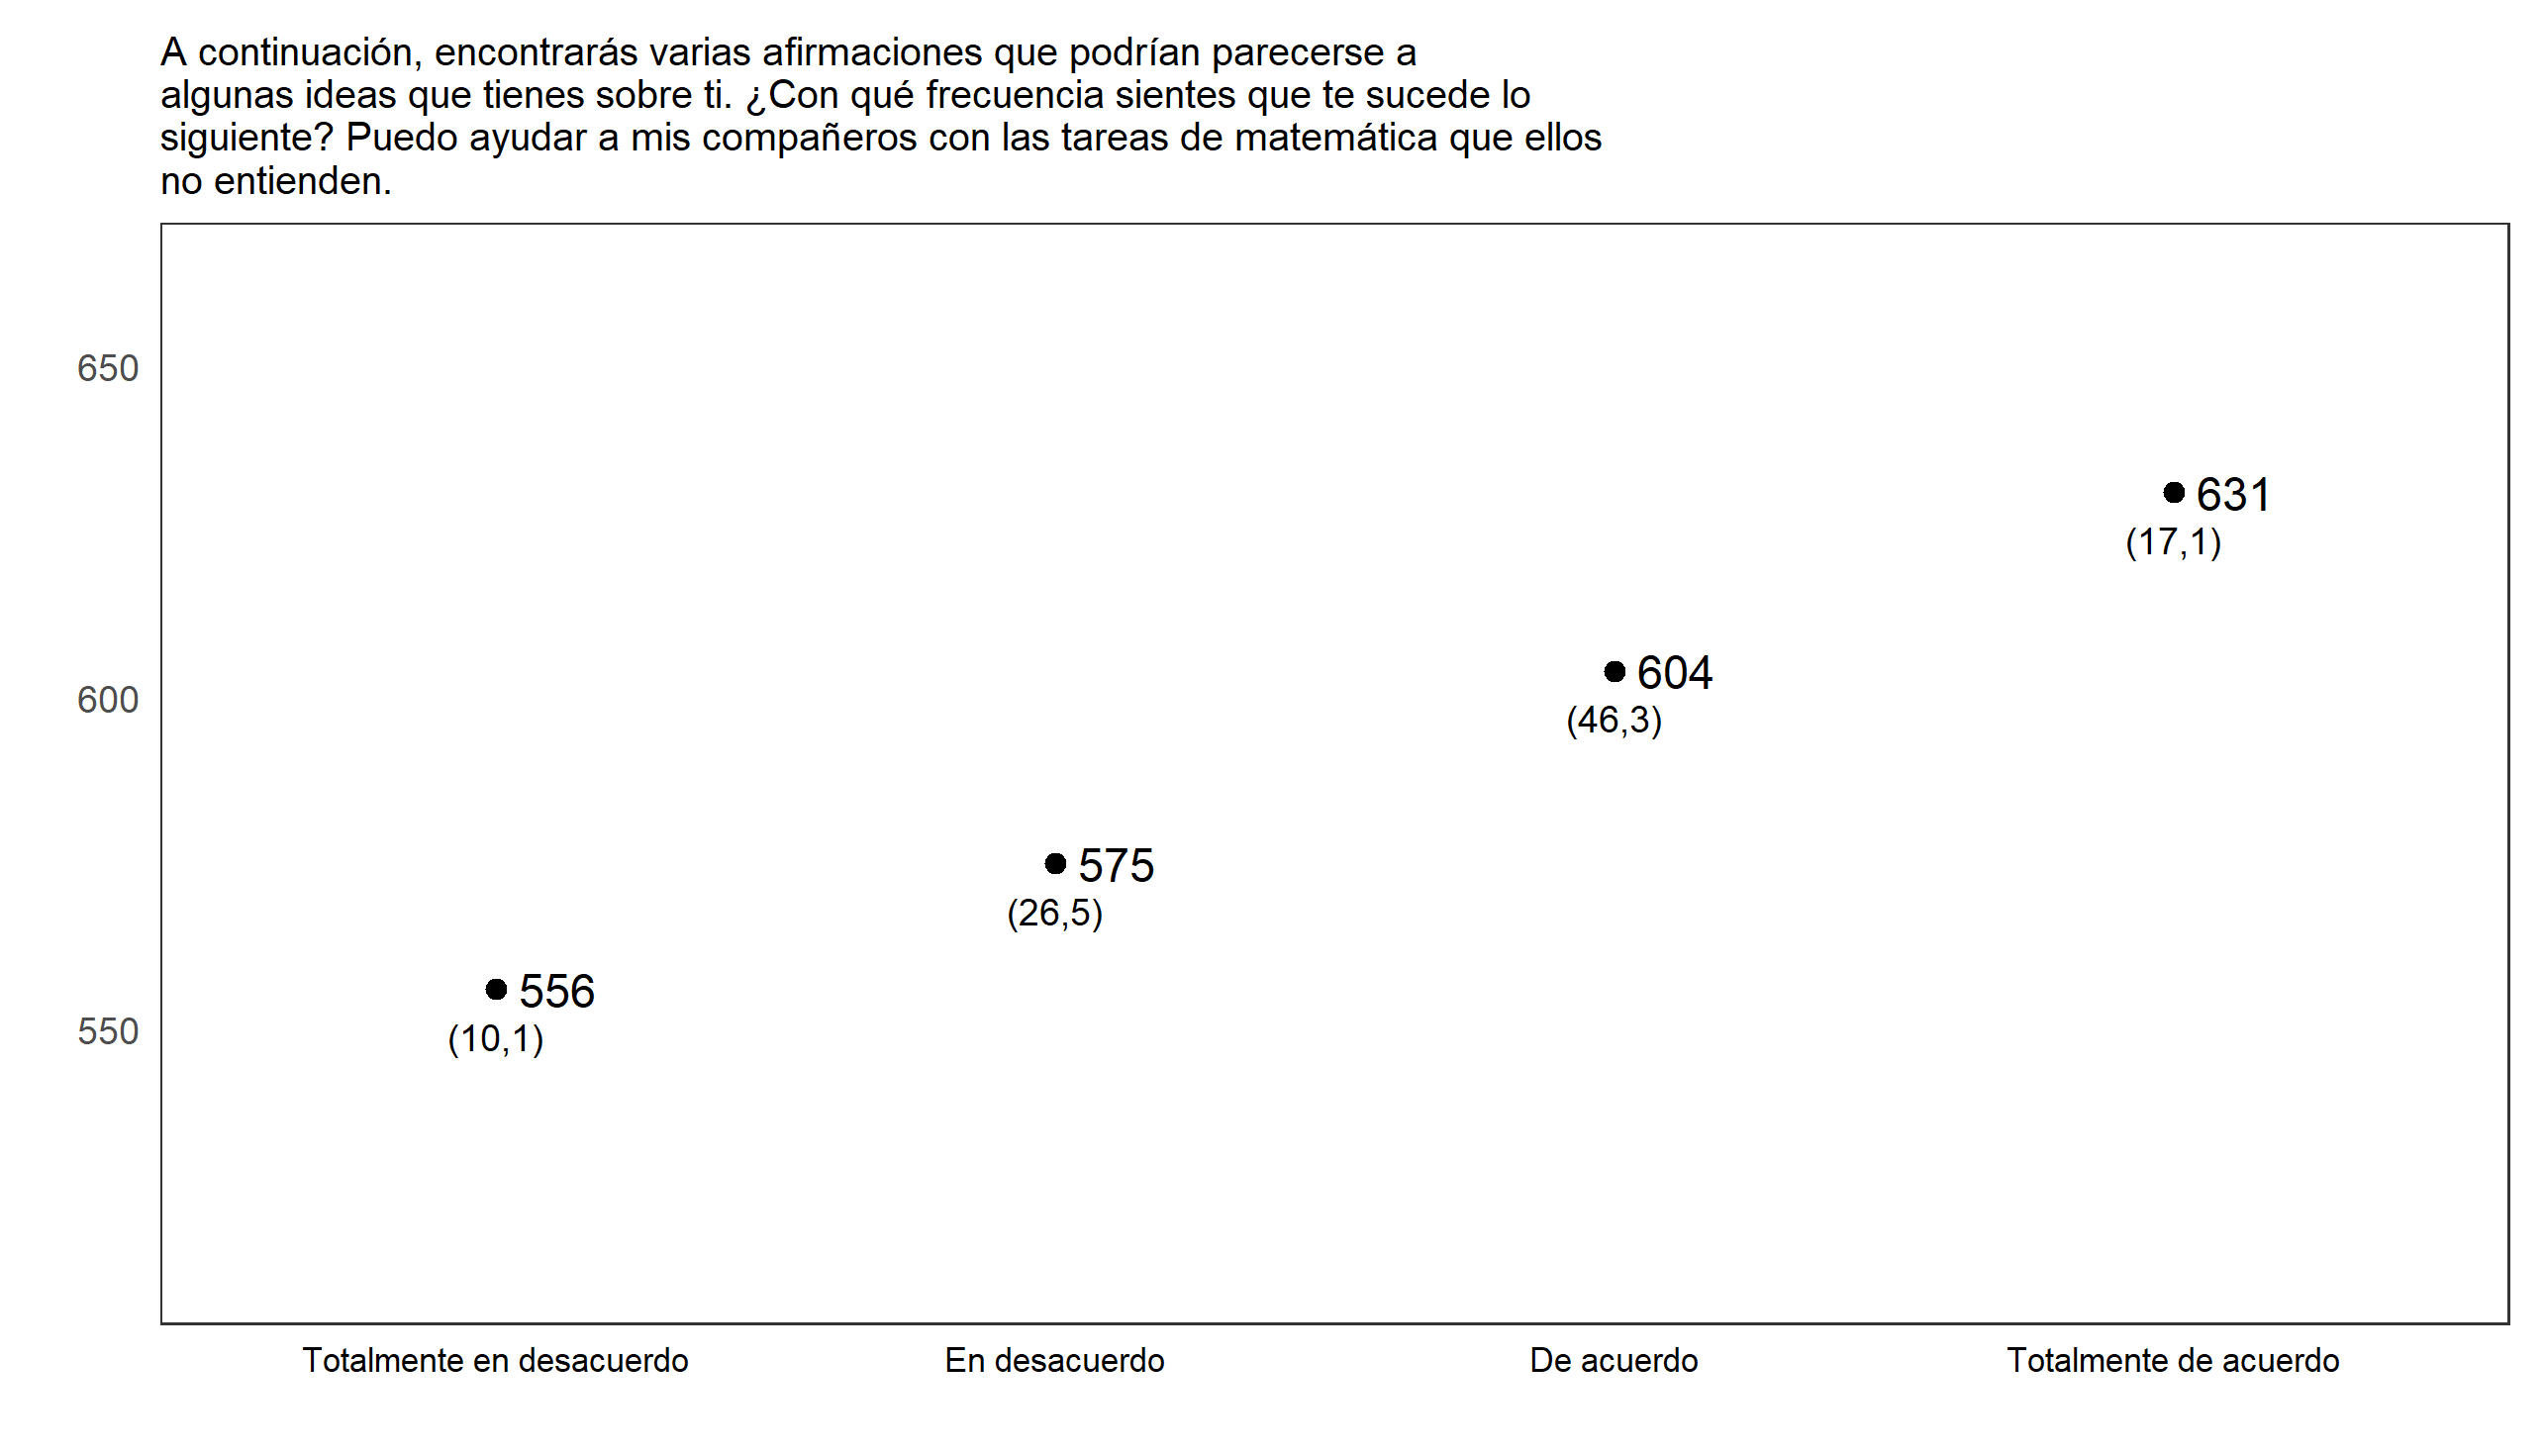 A continuación, encontrarás varias afirmaciones que podrían parecerse a
algunas ideas que tienes sobre ti. ¿Con qué frecuencia sientes que te sucede lo
siguiente? Puedo ayudar a mis compañeros con las tareas de matemática que ellos
no entienden.
650
631
(17,1)
600
604
(46,3)
575
(26,5)
550
556
(10,1)
Totalmente en desacuerdo
En desacuerdo
De acuerdo
Totalmente de acuerdo